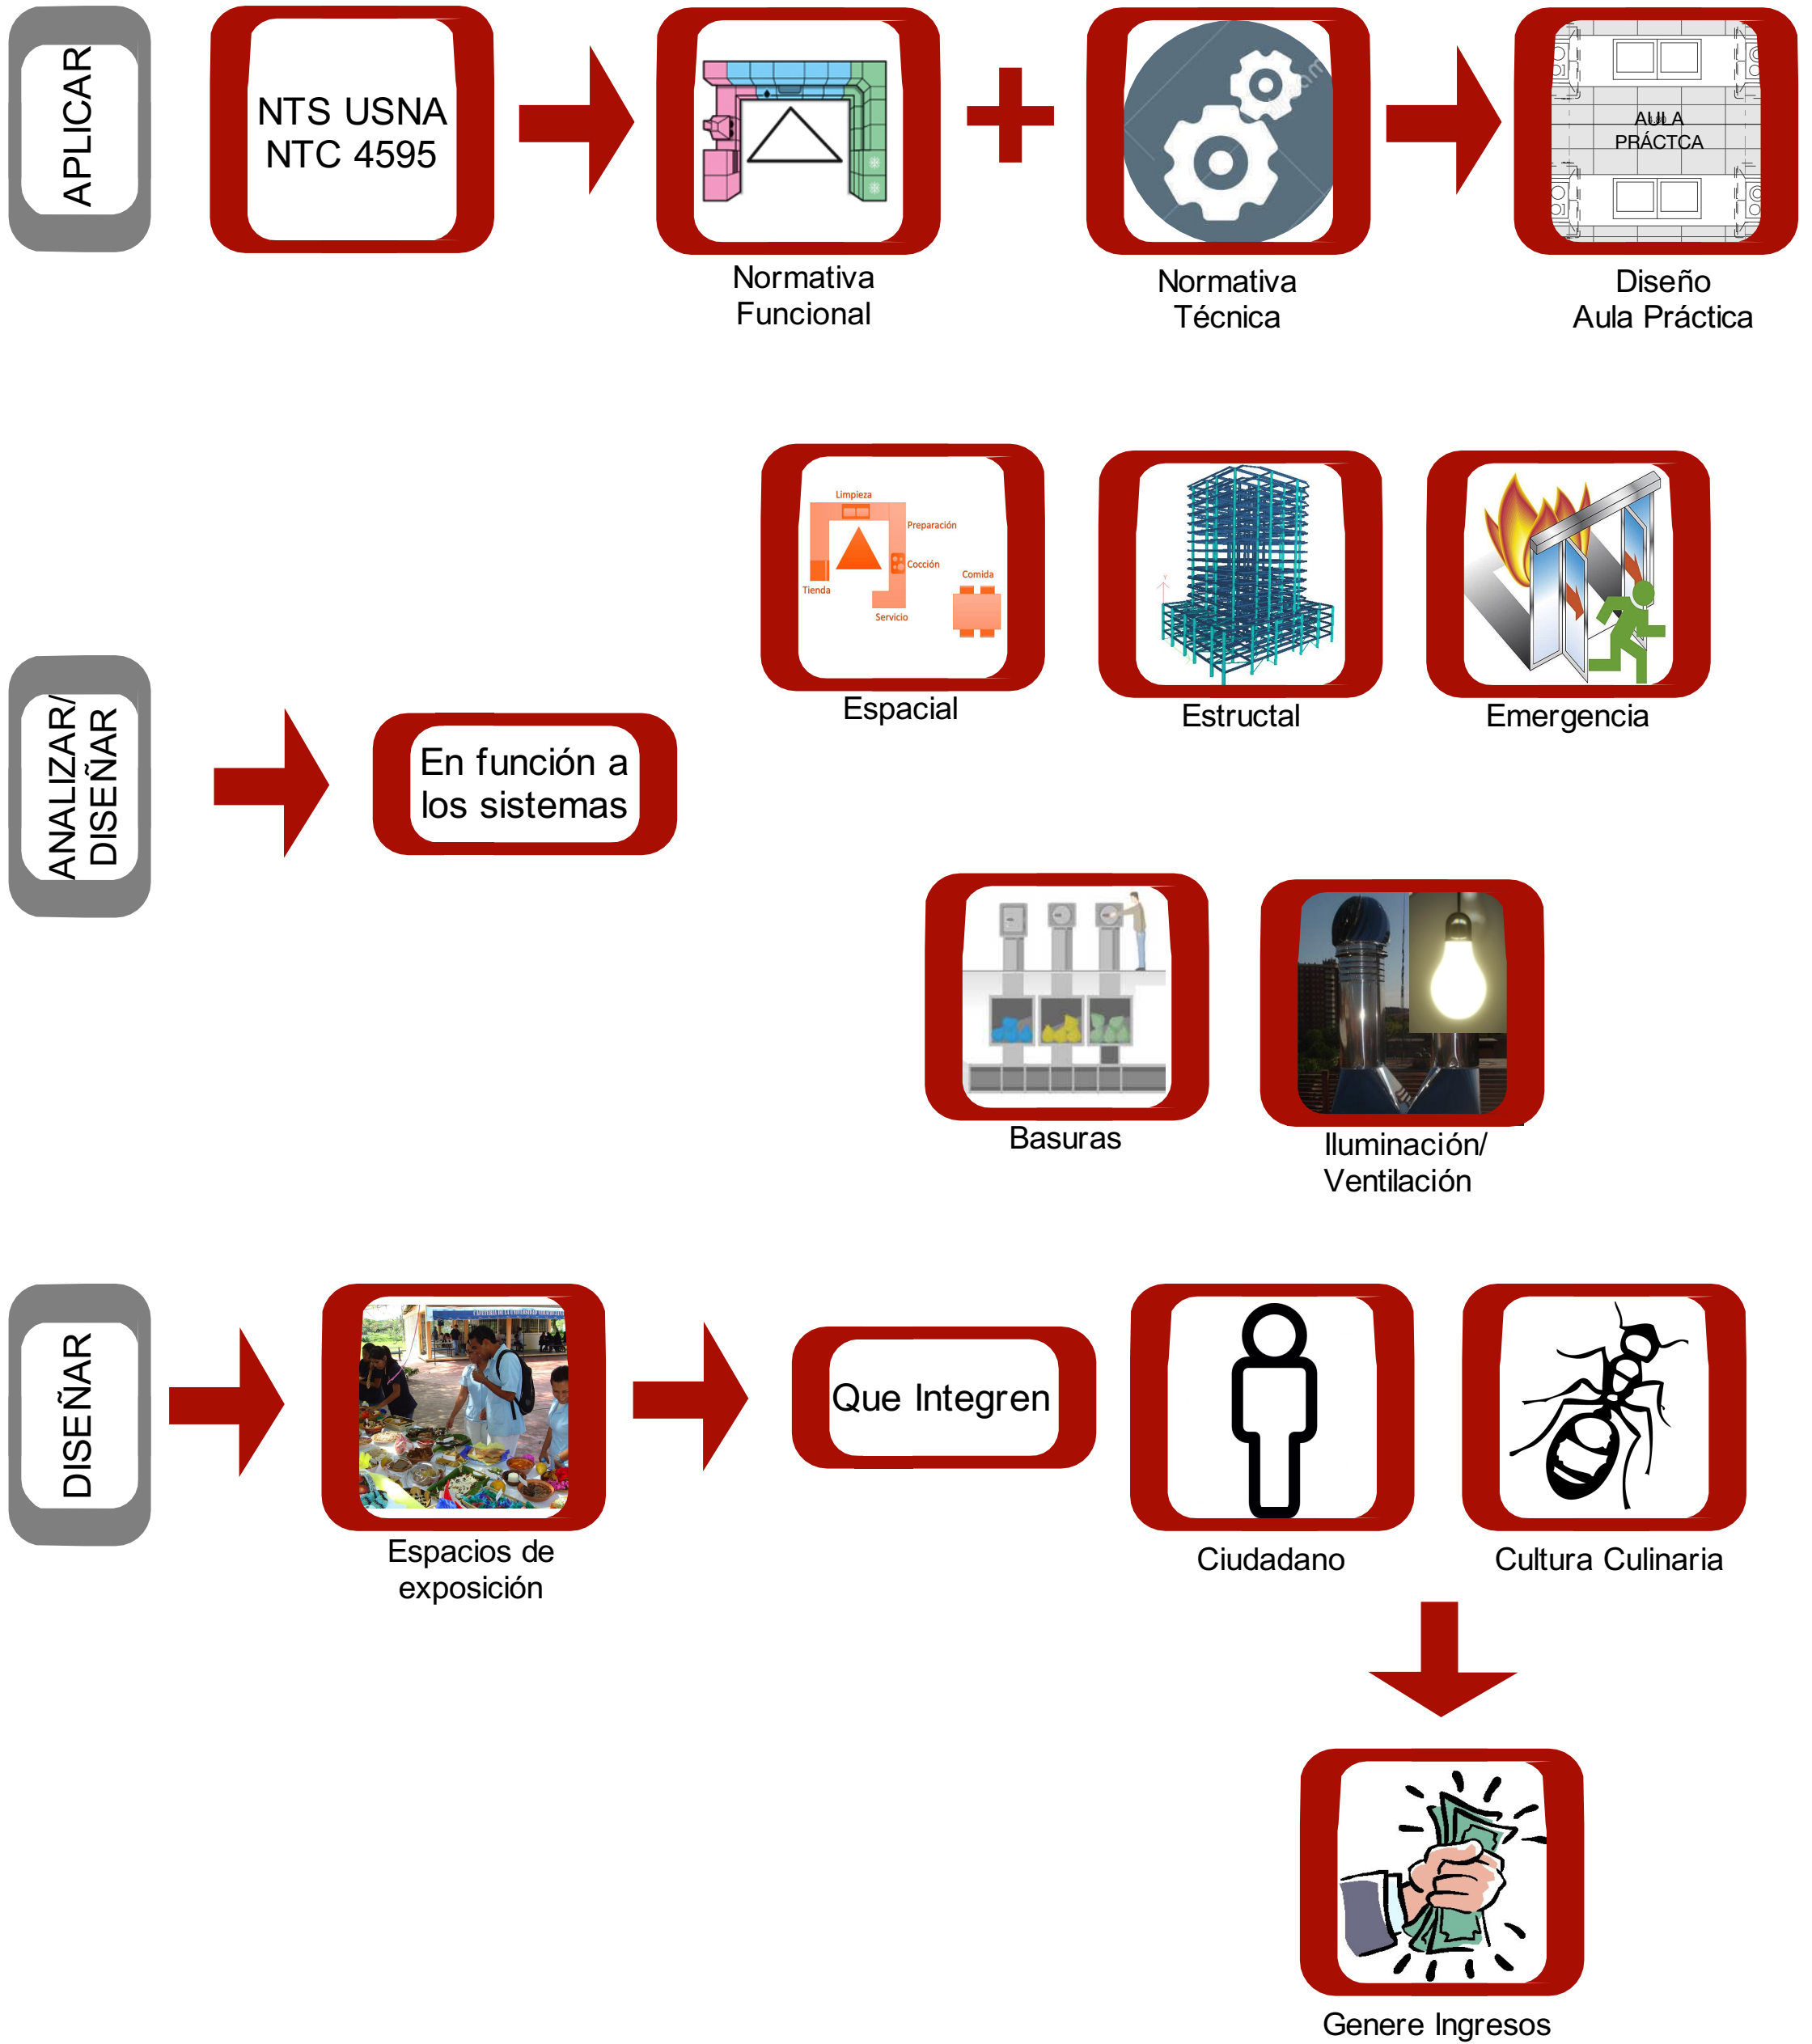 APLICAR
NTS USNA
NTC 4595
Normativa
Funcional
Normativa
Técnica
AULA
PRÁCTCA
Diseño
Aula Práctica
ANALIZAR/
DISEÑAR
En función a
los sistemas
Limpieza
Preparación
Cocción
Tienda
Servicio
Comida
Espacial
Estructal
Emergencia
Basuras
Iluminación/
Ventilación
DISEÑAR
Espacios de
exposición
Que Integren
Ciudadano
Cultura Culinaria
Genere Ingresos